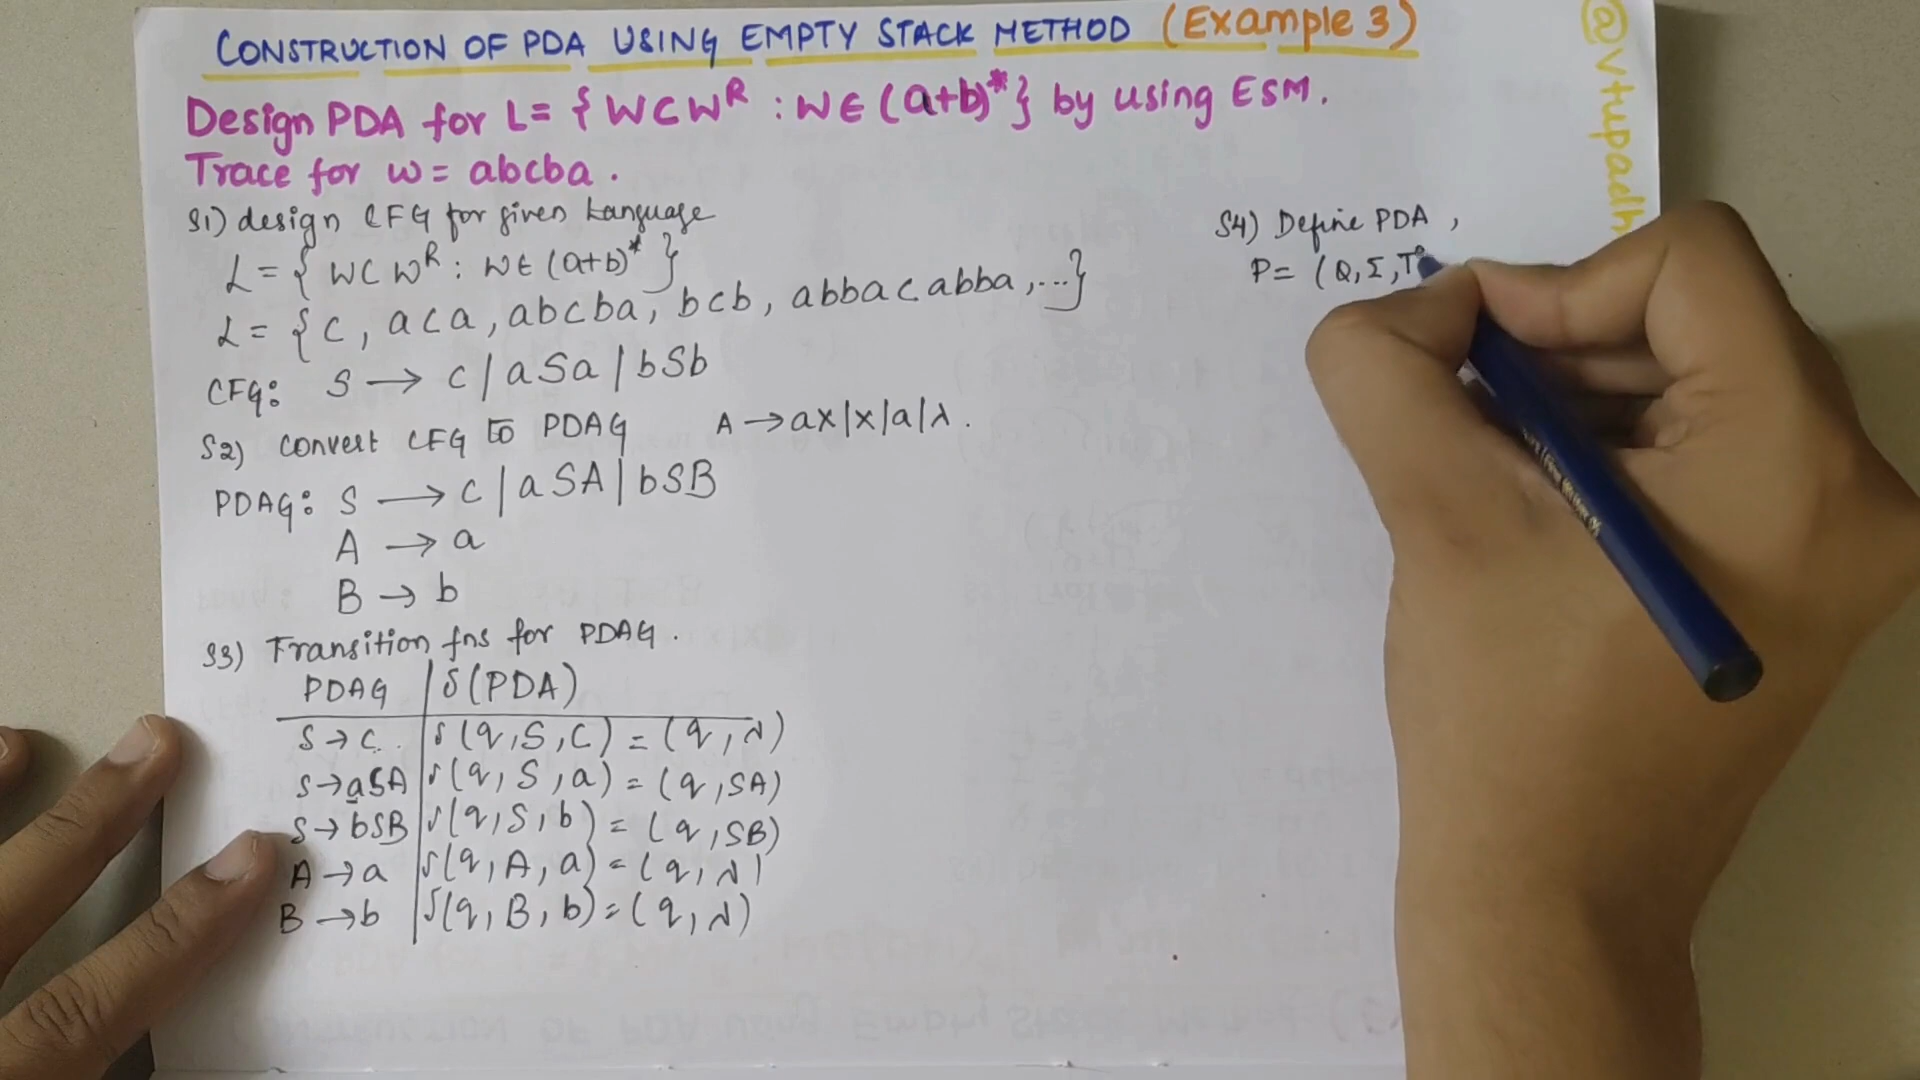 CONSTRUCTION OF PDA USING EMPTY STACK METHOD (Example 3)
Design PDA for L= {WCW^R : W∈(a+b)*} by using ESM.
Trace for w= abcba.
S1) design CFG for given Language
L = {WCW^R : W∈(a+b)*}
L = {C, aCa, abcba, bcb, abbacabba,...}
CFG: S → c | aSa | bSb
S2) Convert CFG to PDAG A → ax|x|a|λ.
PDAG: S → c | aSA | bSB
A → a
B → b
S3) Transition fns for PDAG.
PDAG | δ(PDA)
S→c. δ(q,S,C) = (q,λ)
S→aSA δ(q,S,a) = (q,SA)
S→bSB δ(q,S,b) = (q,SB)
A→a δ(q,A,a) = (q,λ)
B→b δ(q,B,b) = (q,λ)
S4) Define PDA,
P= (Q,Σ,
@vtupadh